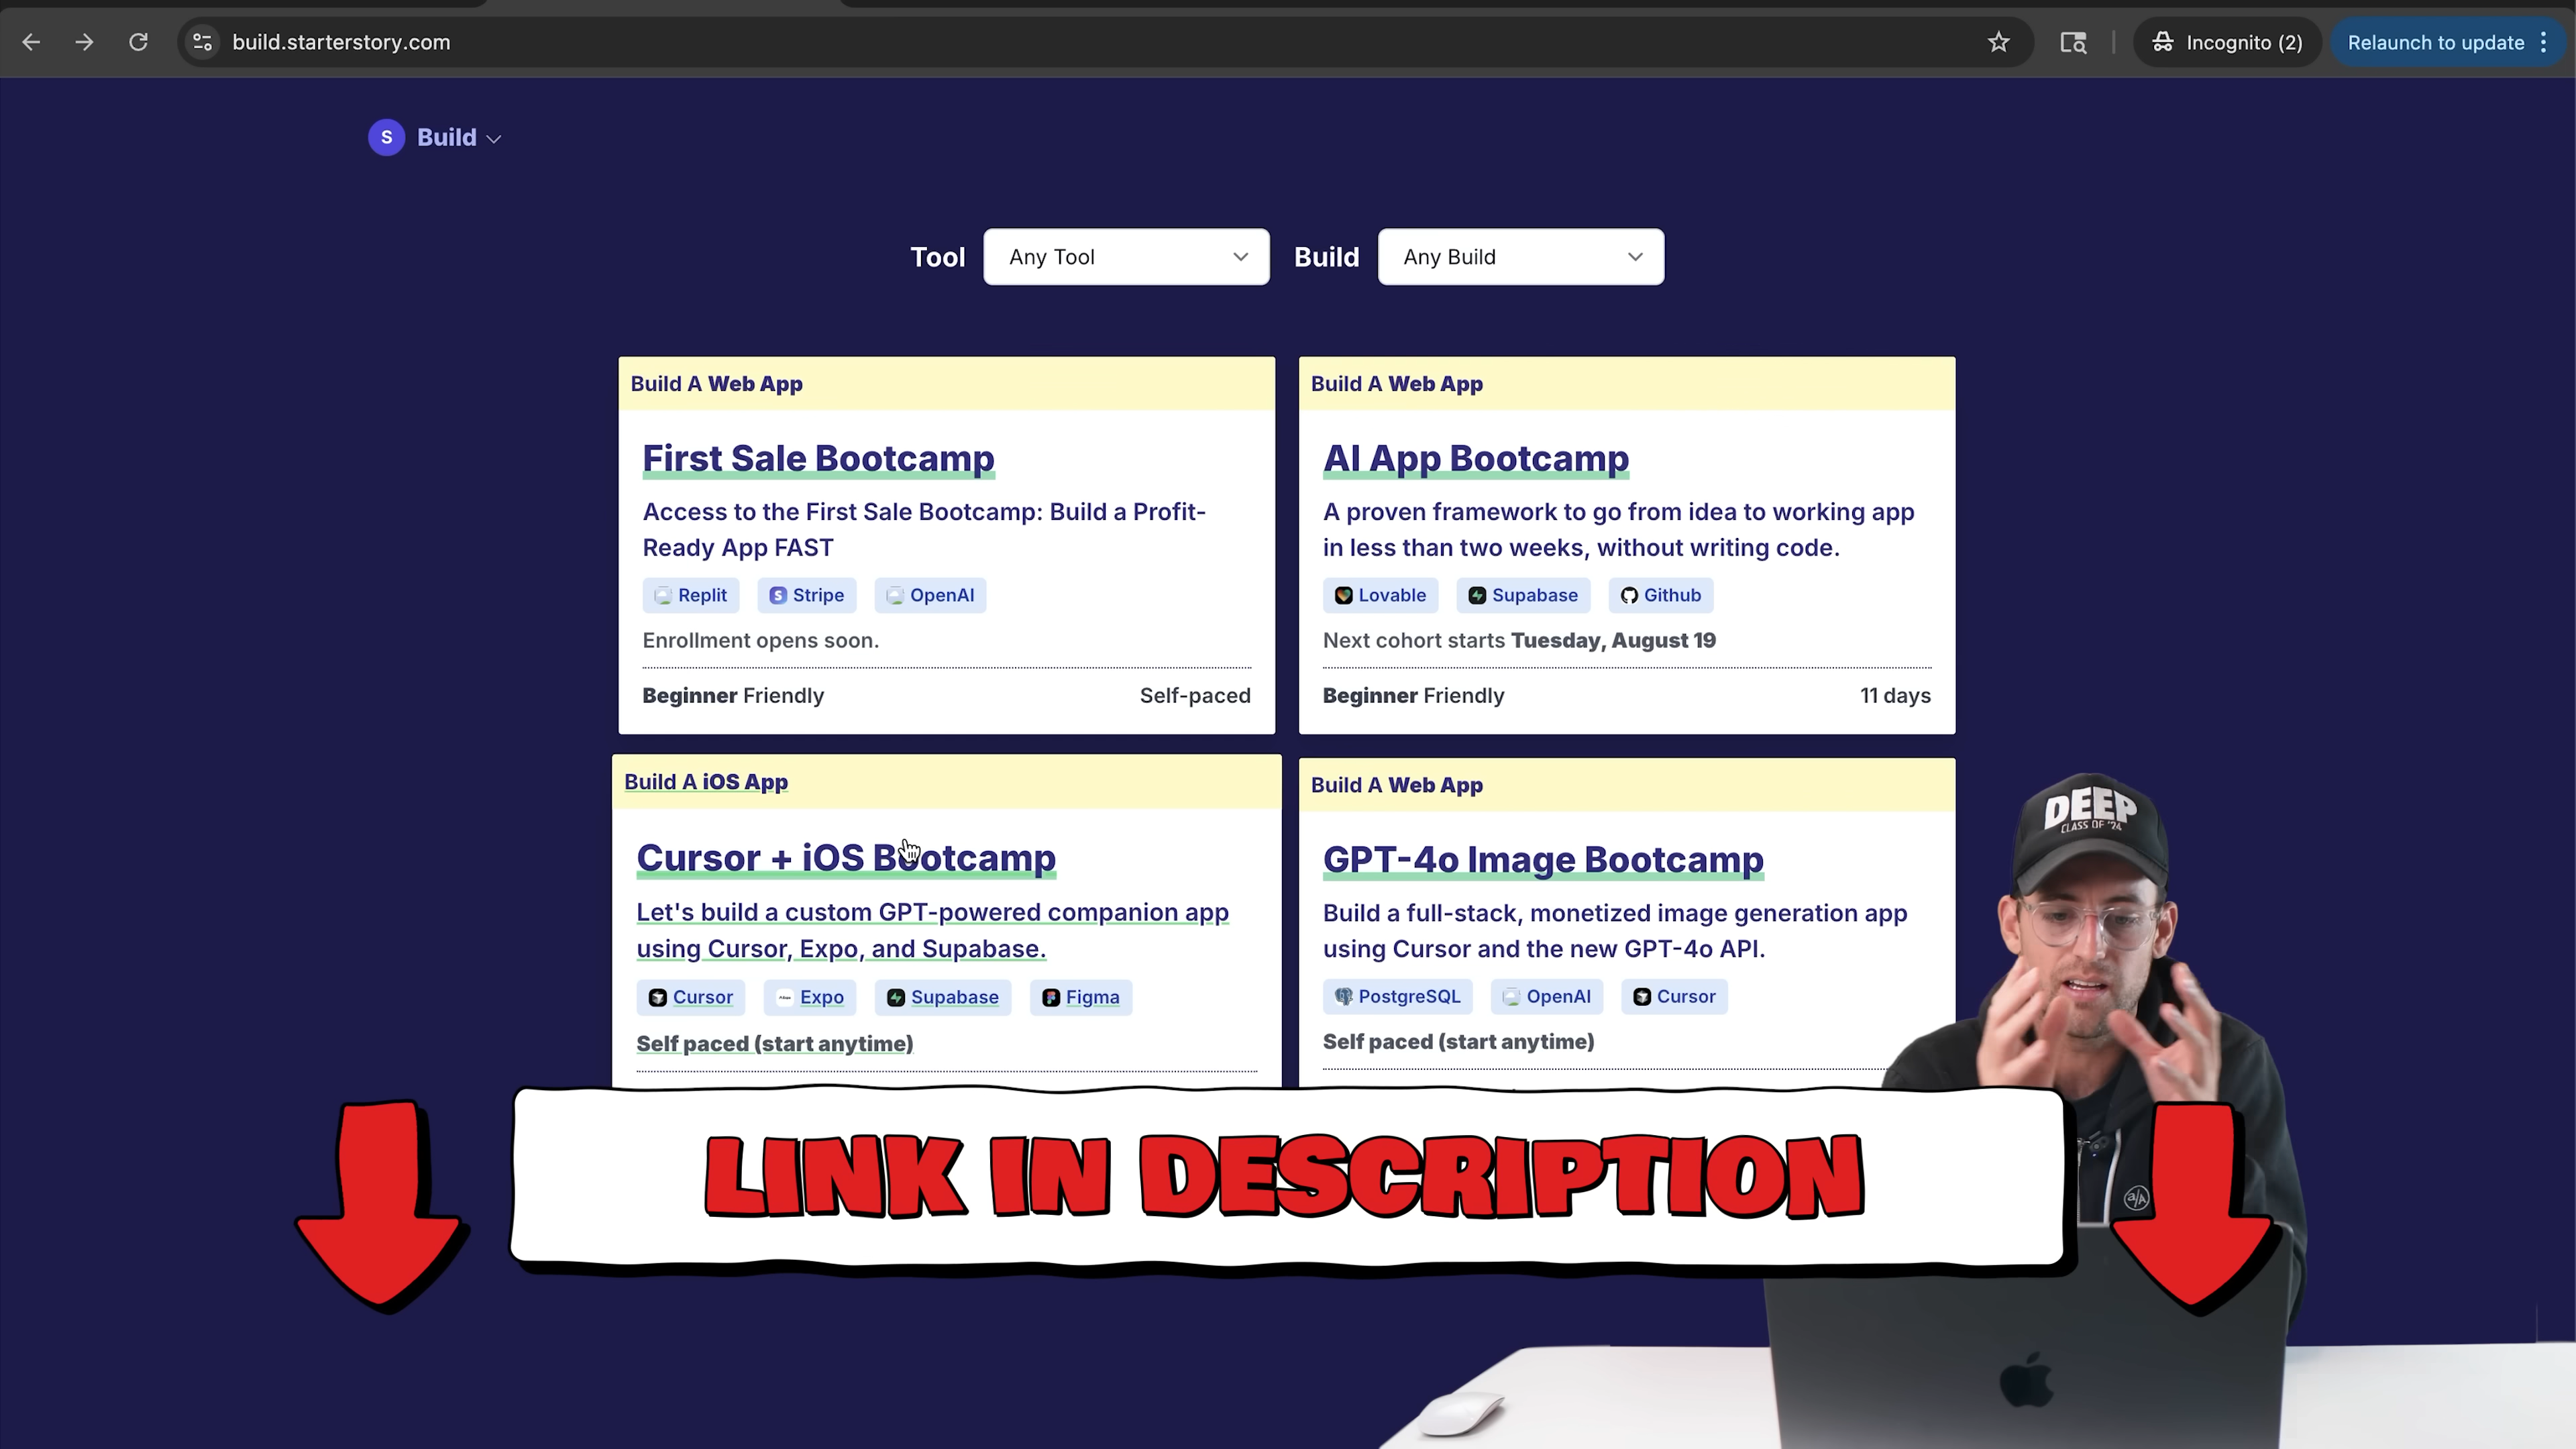 build.starterstory.com
Incognito (2)
Relaunch to update
S
Build
Tool
Any Tool
Build
Any Build
Build A Web App
First Sale Bootcamp
Access to the First Sale Bootcamp: Build a Profit-
Ready App FAST
Replit
S
Stripe
OpenAI
Enrollment opens soon.
Beginner Friendly
Self-paced
Build A Web App
AI App Bootcamp
A proven framework to go from idea to working app
in less than two weeks, without writing code.
Lovable
Supabase
Github
Next cohort starts Tuesday, August 19
Beginner Friendly
11 days
Build A iOS App
Cursor + iOS Bootcamp
Let's build a custom GPT-powered companion app
using Cursor, Expo, and Supabase.
Cursor
Expo
Supabase
Figma
Self paced (start anytime)
Build A Web App
GPT-4o Image Bootcamp
Build a full-stack, monetized image generation app
using Cursor and the new GPT-4o API.
PostgreSQL
OpenAI
Cursor
Self paced (start anytime)
DEEP
CLASS OF '24
a/A
LINK IN DESCRIPTION